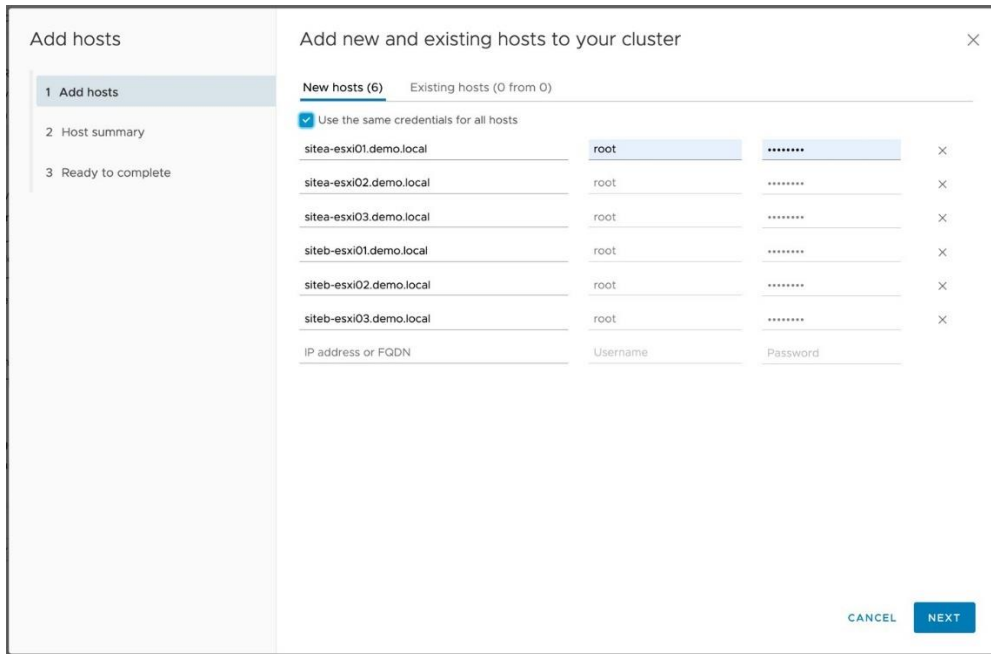 Add hosts
1 Add hosts
2 Host summary
3 Ready to complete
Add new and existing hosts to your cluster
New hosts (6) Existing hosts (0 from 0)
Use the same credentials for all hosts
sitea-esxi01.demo.local root ••••••••
sitea-esxi02.demo.local root ••••••••
sitea-esxi03.demo.local root ••••••••
siteb-esxi01.demo.local root ••••••••
siteb-esxi02.demo.local root ••••••••
siteb-esxi03.demo.local root ••••••••
IP address or FQDN Username Password
CANCEL NEXT